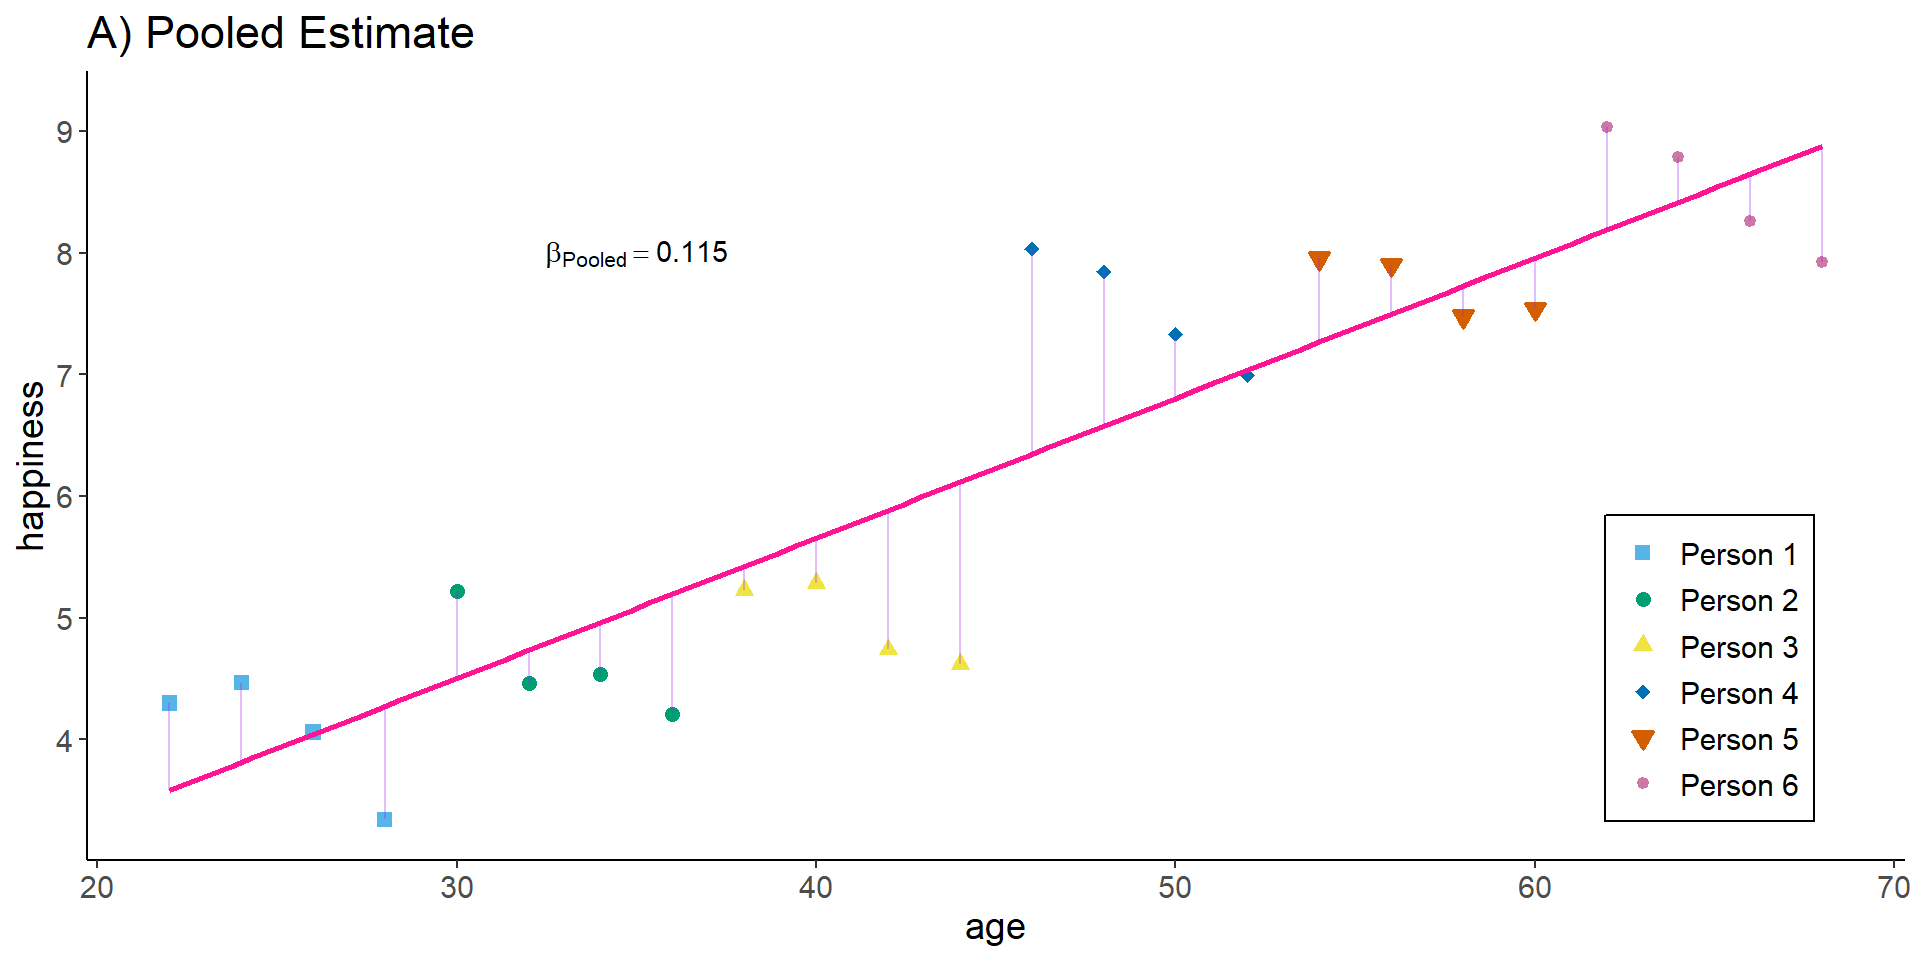 A) Pooled Estimate
9
8
7
6
5
4
happiness
βPooled = 0.115
Person 1
Person 2
Person 3
Person 4
Person 5
Person 6
20 30 40 50 60 70
age